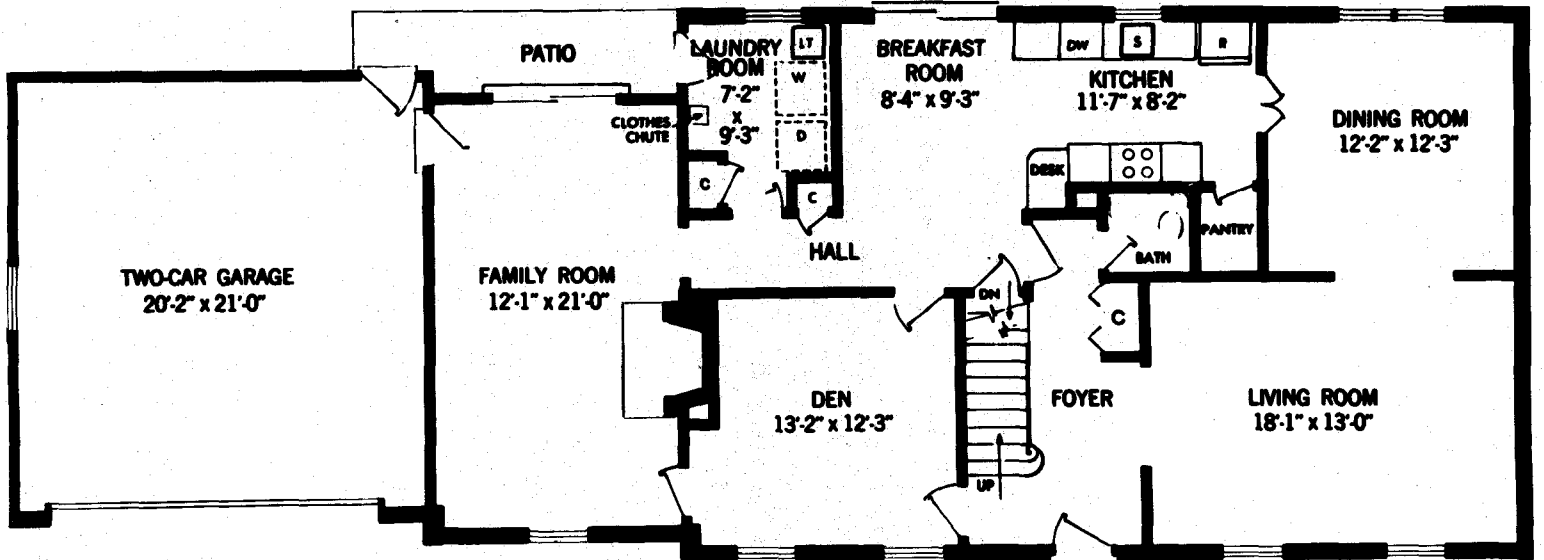 PATIO
LAUNDRY
ROOM
7'-2"
x
9'-3"
LT
W
D
CLOTHES
CHUTE
C
C
BREAKFAST
ROOM
8'-4" x 9'-3"
DW
S
R
KITCHEN
11'-7" x 8'-2"
DESK
PANTRY
BATH
DINING ROOM
12'-2" x 12'-3"
TWO-CAR GARAGE
20'-2" x 21'-0"
FAMILY ROOM
12'-1" x 21'-0"
HALL
DN
C
DEN
13'-2" x 12'-3"
FOYER
UP
LIVING ROOM
18'-1" x 13'-0"